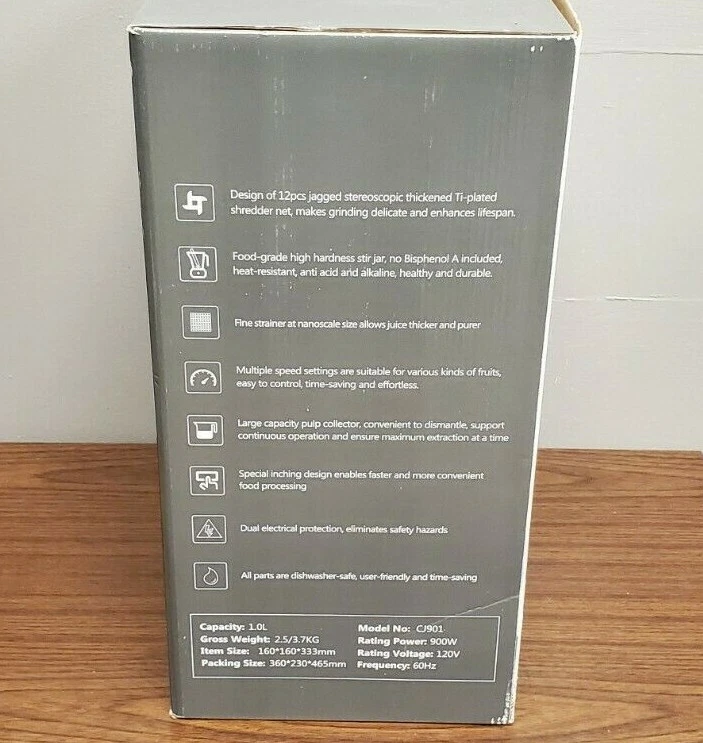 Design of 12pcs jagged stereoscopic thickened Ti-plated
shredder net, makes grinding delicate and enhances lifespan.
Food-grade high hardness stir jar, no Bisphenol A included,
heat-resistant, anti acid and alkaline, healthy and durable.
Fine strainer at nanoscale size allows juice thicker and purer
Multiple speed settings are suitable for various kinds of fruits,
easy to control, time-saving and effortless.
Large capacity pulp collector, convenient to dismantle, support
continuous operation and ensure maximum extraction at a time
Special inching design enables faster and more convenient
food processing
Dual electrical protection, eliminates safety hazards
All parts are dishwasher-safe, user-friendly and time-saving
Capacity: 1.0L Model No: CJ901
Gross Weight: 2.5/3.7KG Rating Power: 900W
Item Size: 160*160*333mm Rating Voltage: 120V
Packing Size: 360*230*465mm Frequency: 60Hz